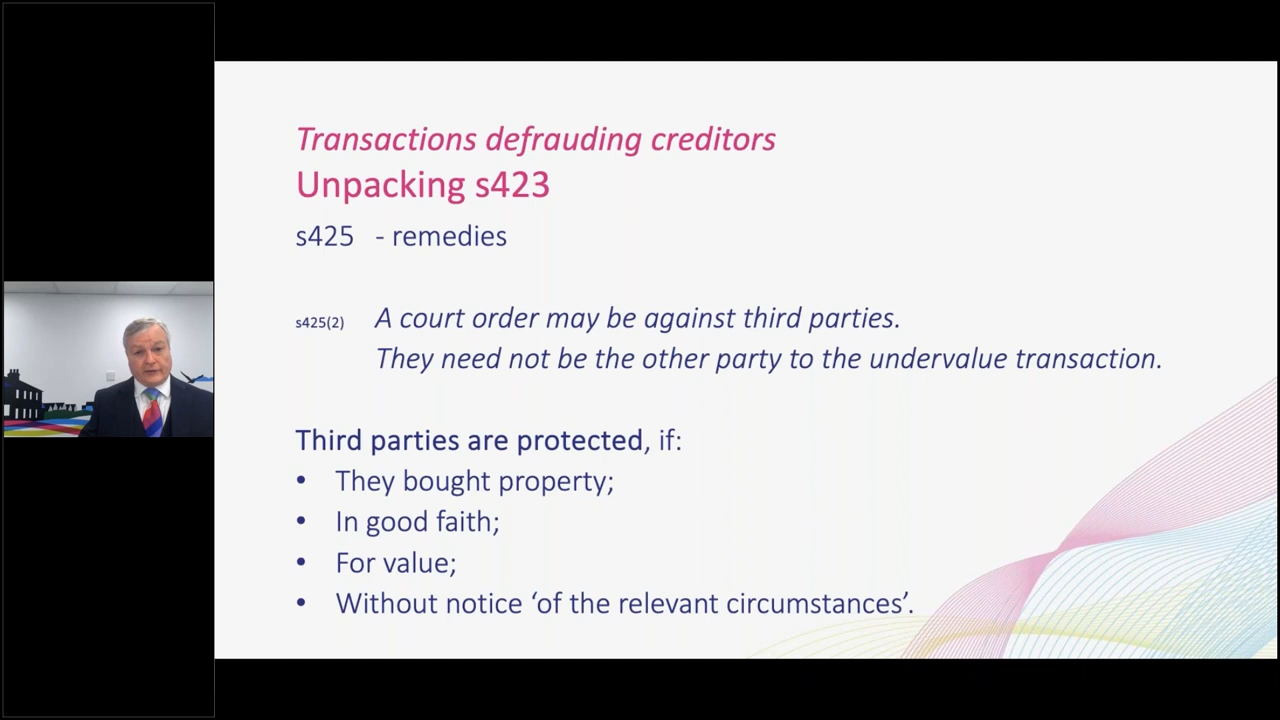 Transactions defrauding creditors
Unpacking s423
s425 - remedies
s425(2) A court order may be against third parties.
They need not be the other party to the undervalue transaction.
Third parties are protected, if:
• They bought property;
• In good faith;
• For value;
• Without notice ‘of the relevant circumstances’.